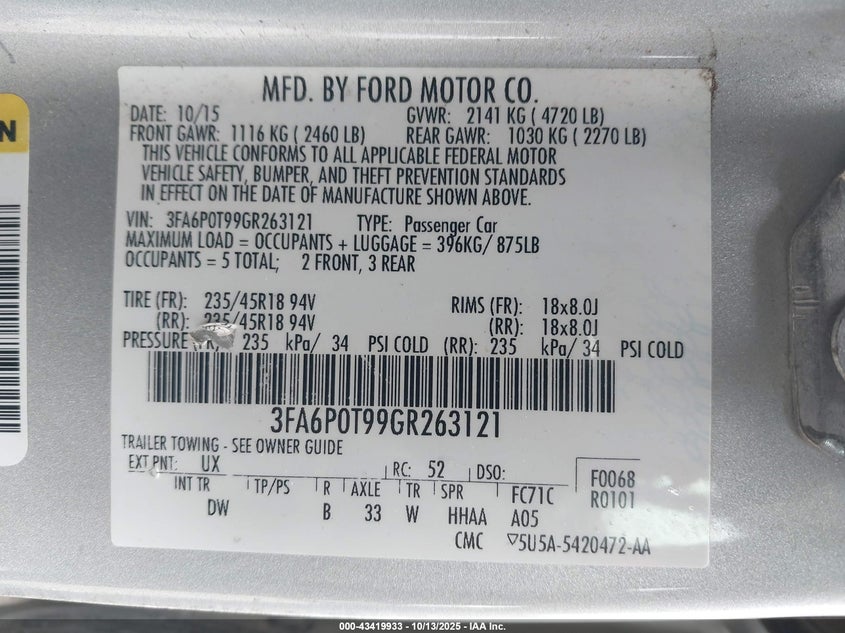 N
MFD. BY FORD MOTOR CO.
DATE: 10/15 GVWR: 2141 KG ( 4720 LB)
FRONT GAWR: 1116 KG ( 2460 LB) REAR GAWR: 1030 KG ( 2270 LB)
THIS VEHICLE CONFORMS TO ALL APPLICABLE FEDERAL MOTOR
VEHICLE SAFETY, BUMPER, AND THEFT PREVENTION STANDARDS
IN EFFECT ON THE DATE OF MANUFACTURE SHOWN ABOVE.
VIN: 3FA6P0T99GR263121 TYPE: Passenger Car
MAXIMUM LOAD = OCCUPANTS + LUGGAGE = 396KG/ 875LB
OCCUPANTS = 5 TOTAL; 2 FRONT, 3 REAR
TIRE (FR): 235/45R18 94V RIMS (FR): 18x8.0J
(RR): 235/45R18 94V (RR): 18x8.0J
PRESSURE 235 kPa/ 34 PSI COLD (RR): 235 kPa/ 34 PSI COLD
3FA6P0T99GR263121
TRAILER TOWING - SEE OWNER GUIDE
EXT PNT: UX RC: 52 DSO: F0068
INT TR TP/PS R AXLE TR SPR FC71C R0101
DW B 33 W HHAA A05
CMC ▽5U5A-5420472-AA
000-43419933 - 10/13/2025 - IAA Inc.